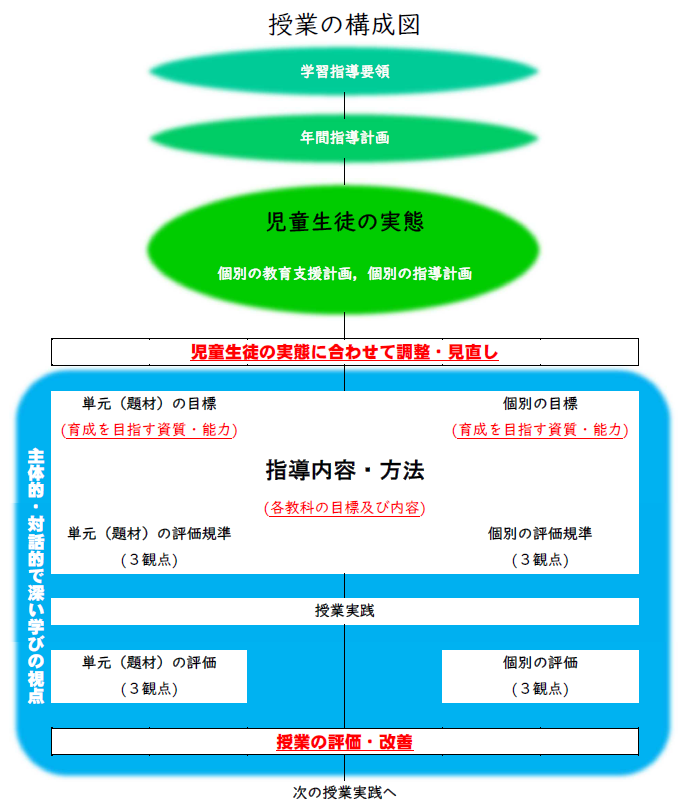 授業の構成図
学習指導要領
年間指導計画
児童生徒の実態
個別の教育支援計画，個別の指導計画
児童生徒の実態に合わせて調整・見直し
主体的・対話的で深い学びの視点
単元（題材）の目標
個別の目標
(育成を目指す資質・能力)
(育成を目指す資質・能力)
指導内容・方法
(各教科の目標及び内容)
単元（題材）の評価規準
個別の評価規準
(３観点)
(３観点)
授業実践
単元（題材）の評価
個別の評価
(３観点)
(３観点)
授業の評価・改善
次の授業実践へ